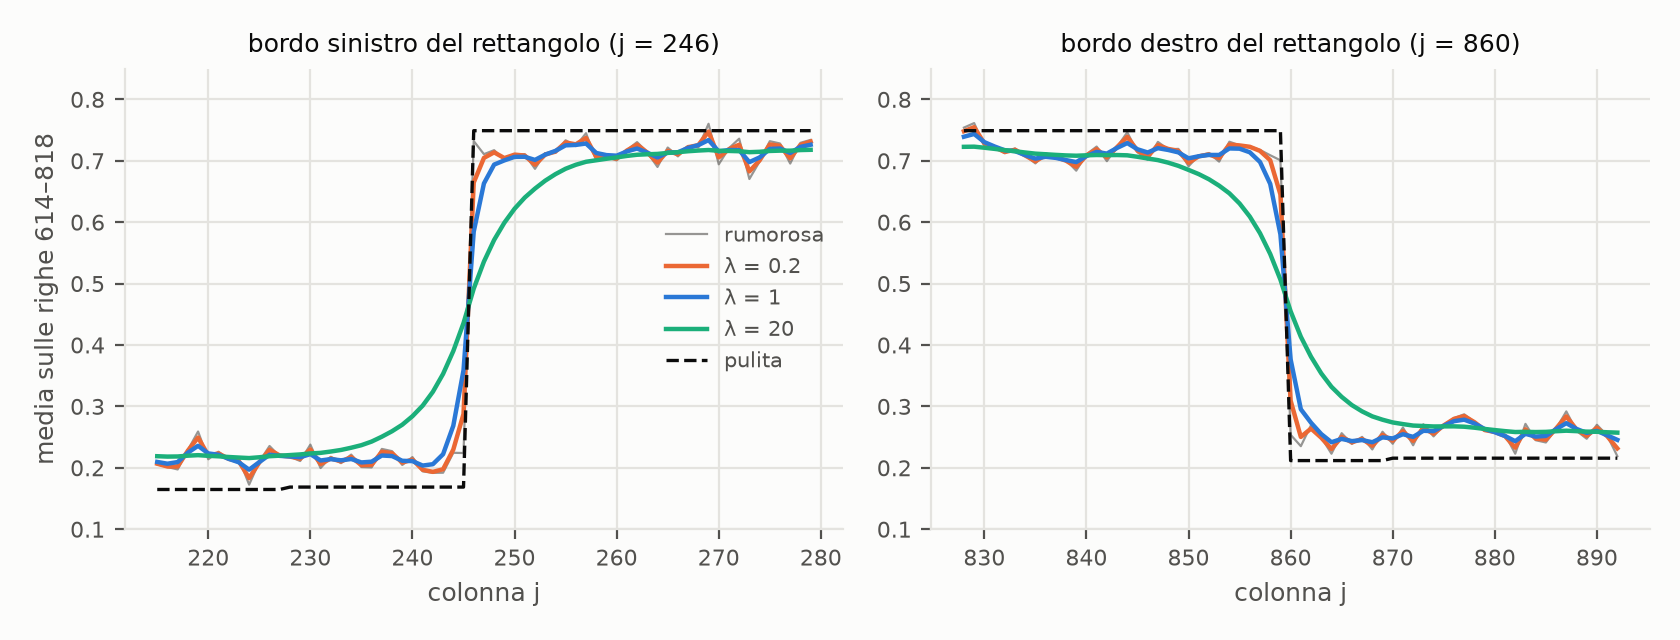 bordo sinistro del rettangolo (j = 246)
bordo destro del rettangolo (j = 860)
media sulle righe 614–818
0.8
0.7
0.6
0.5
0.4
0.3
0.2
0.1
220 230 240 250 260 270 280
colonna j
rumorosa
λ = 0.2
λ = 1
λ = 20
pulita
0.8
0.7
0.6
0.5
0.4
0.3
0.2
0.1
830 840 850 860 870 880 890
colonna j